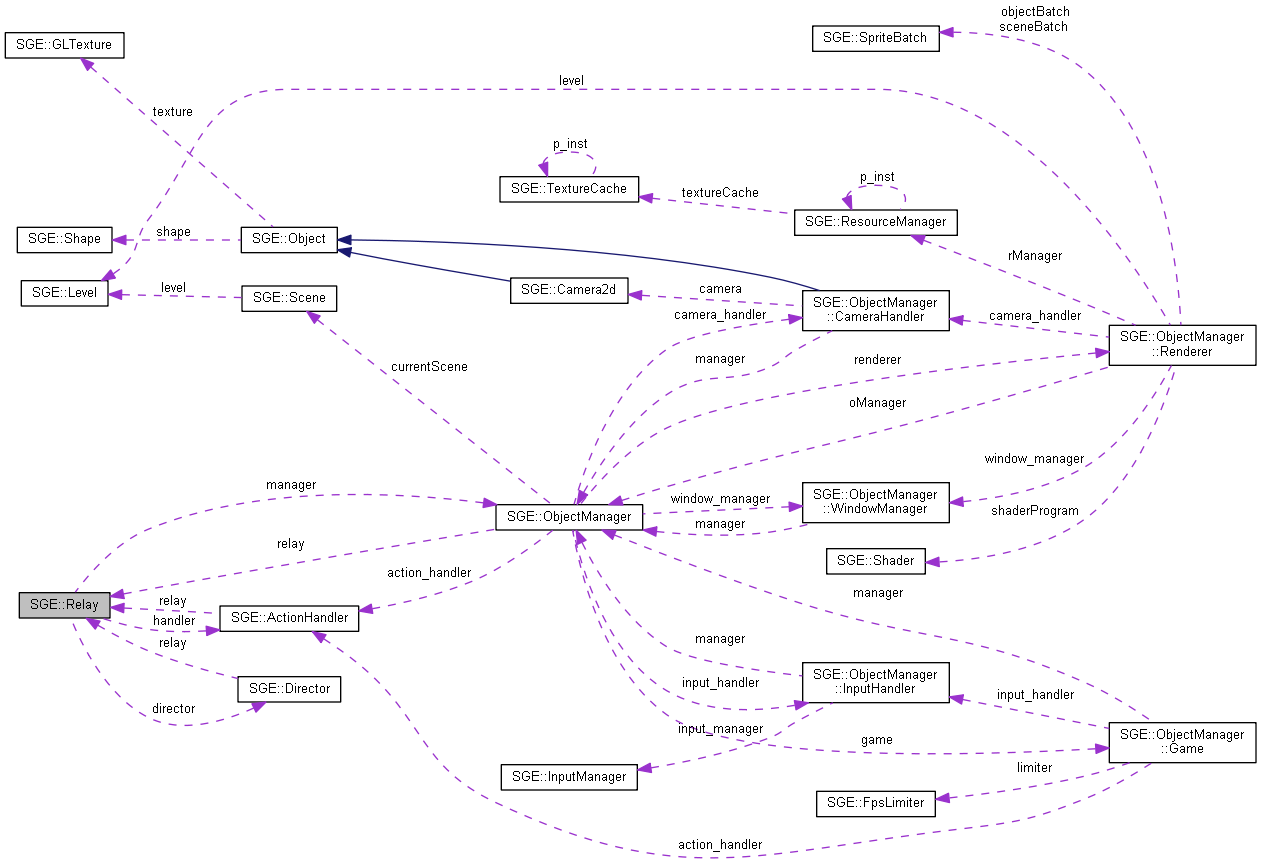 objectBatch
sceneBatch
SGE::GLTexture
SGE::SpriteBatch
level
texture
p_inst
SGE::TextureCache
textureCache
p_inst
SGE::ResourceManager
SGE::Shape
shape
SGE::Object
rManager
SGE::Level
level
SGE::Scene
SGE::Camera2d
camera
SGE::ObjectManager
::CameraHandler
camera_handler
camera_handler
SGE::ObjectManager
::Renderer
currentScene
manager
renderer
oManager
window_manager
manager
SGE::ObjectManager
window_manager
manager
SGE::ObjectManager
::WindowManager
shaderProgram
relay
action_handler
SGE::Shader
manager
SGE::Relay
relay
handler
relay
SGE::ActionHandler
manager
SGE::Director
director
input_handler
SGE::ObjectManager
::InputHandler
input_handler
input_manager
game
SGE::ObjectManager
::Game
SGE::InputManager
limiter
SGE::FpsLimiter
action_handler